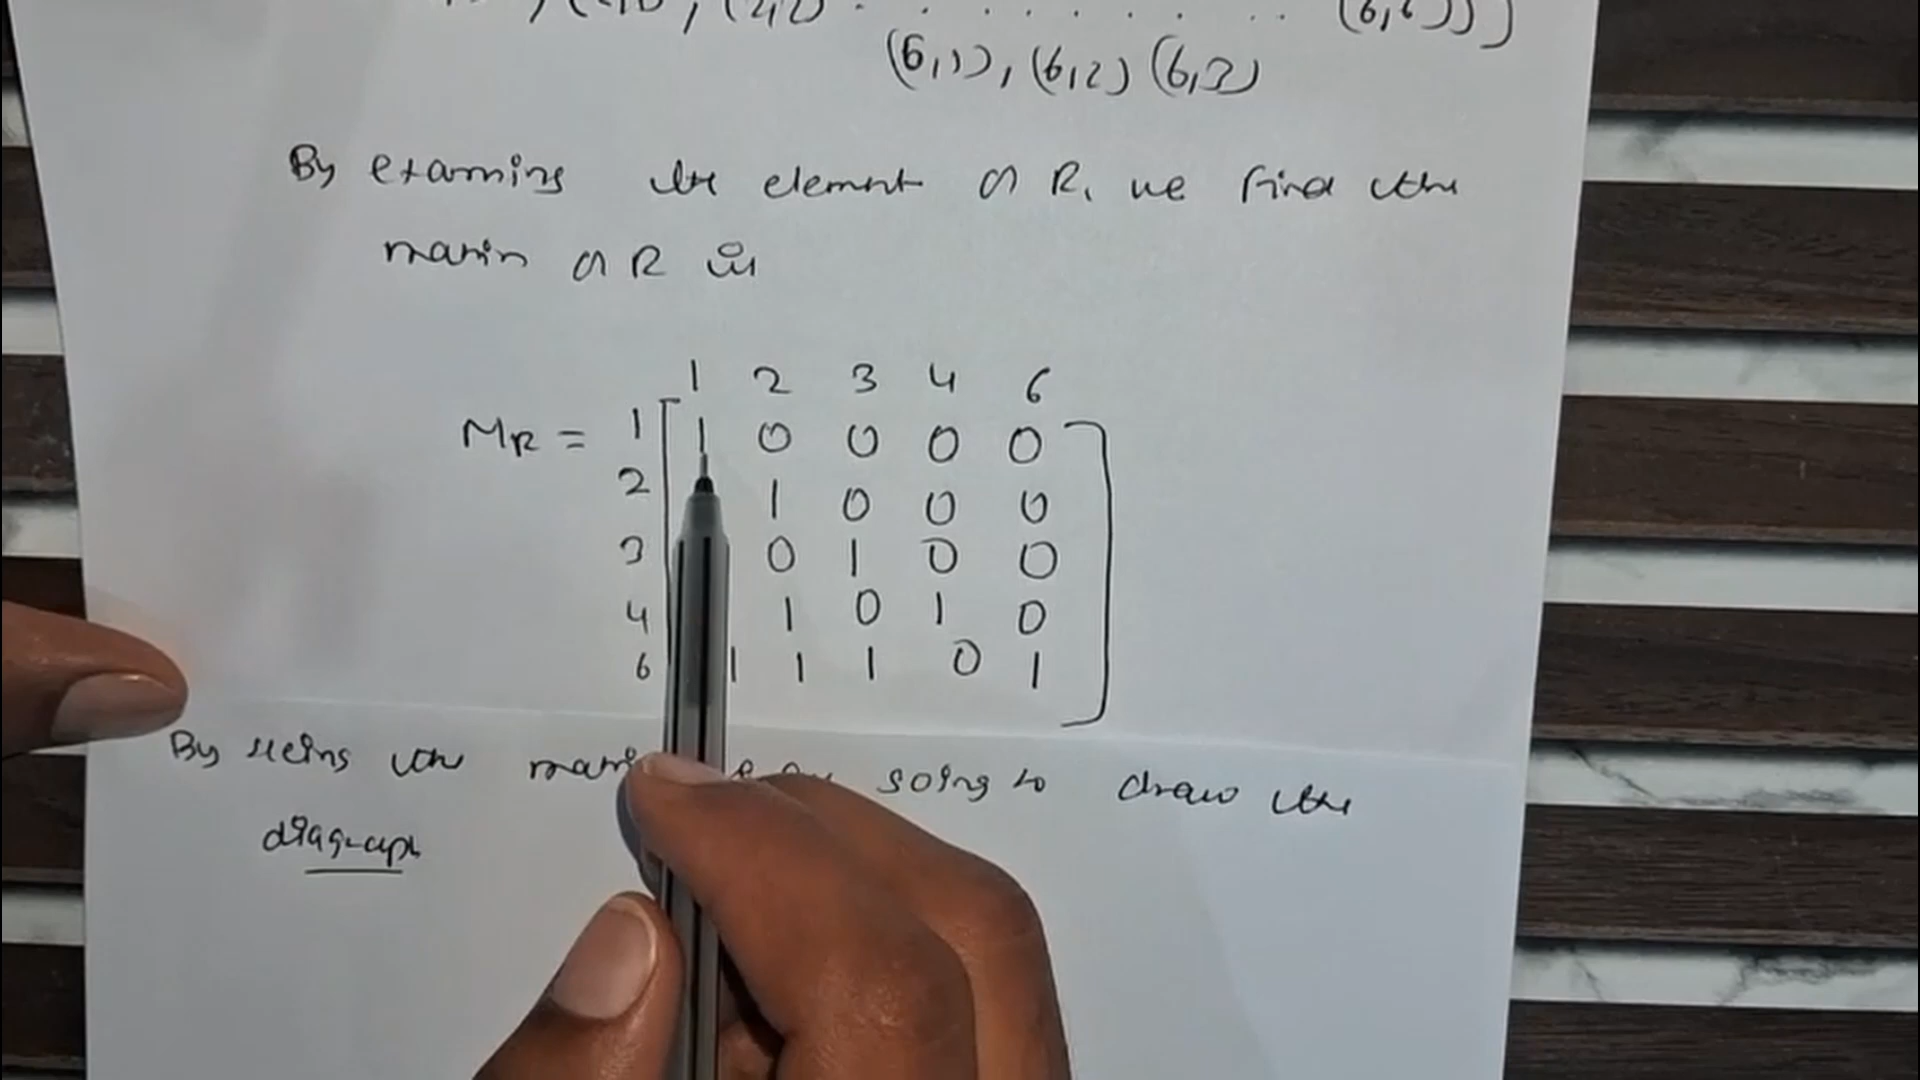 (6,6)}
(6,1), (6,2) (6,3)
By examing the element of R, we find the
matrix of R is
1 2 3 4 6
MR = 1 [ 1 0 0 0 0 ]
2 1 0 0 0
3 0 1 0 0
4 1 0 1 0
6 1 1 1 0 1
By using the going to draw the
diagraph